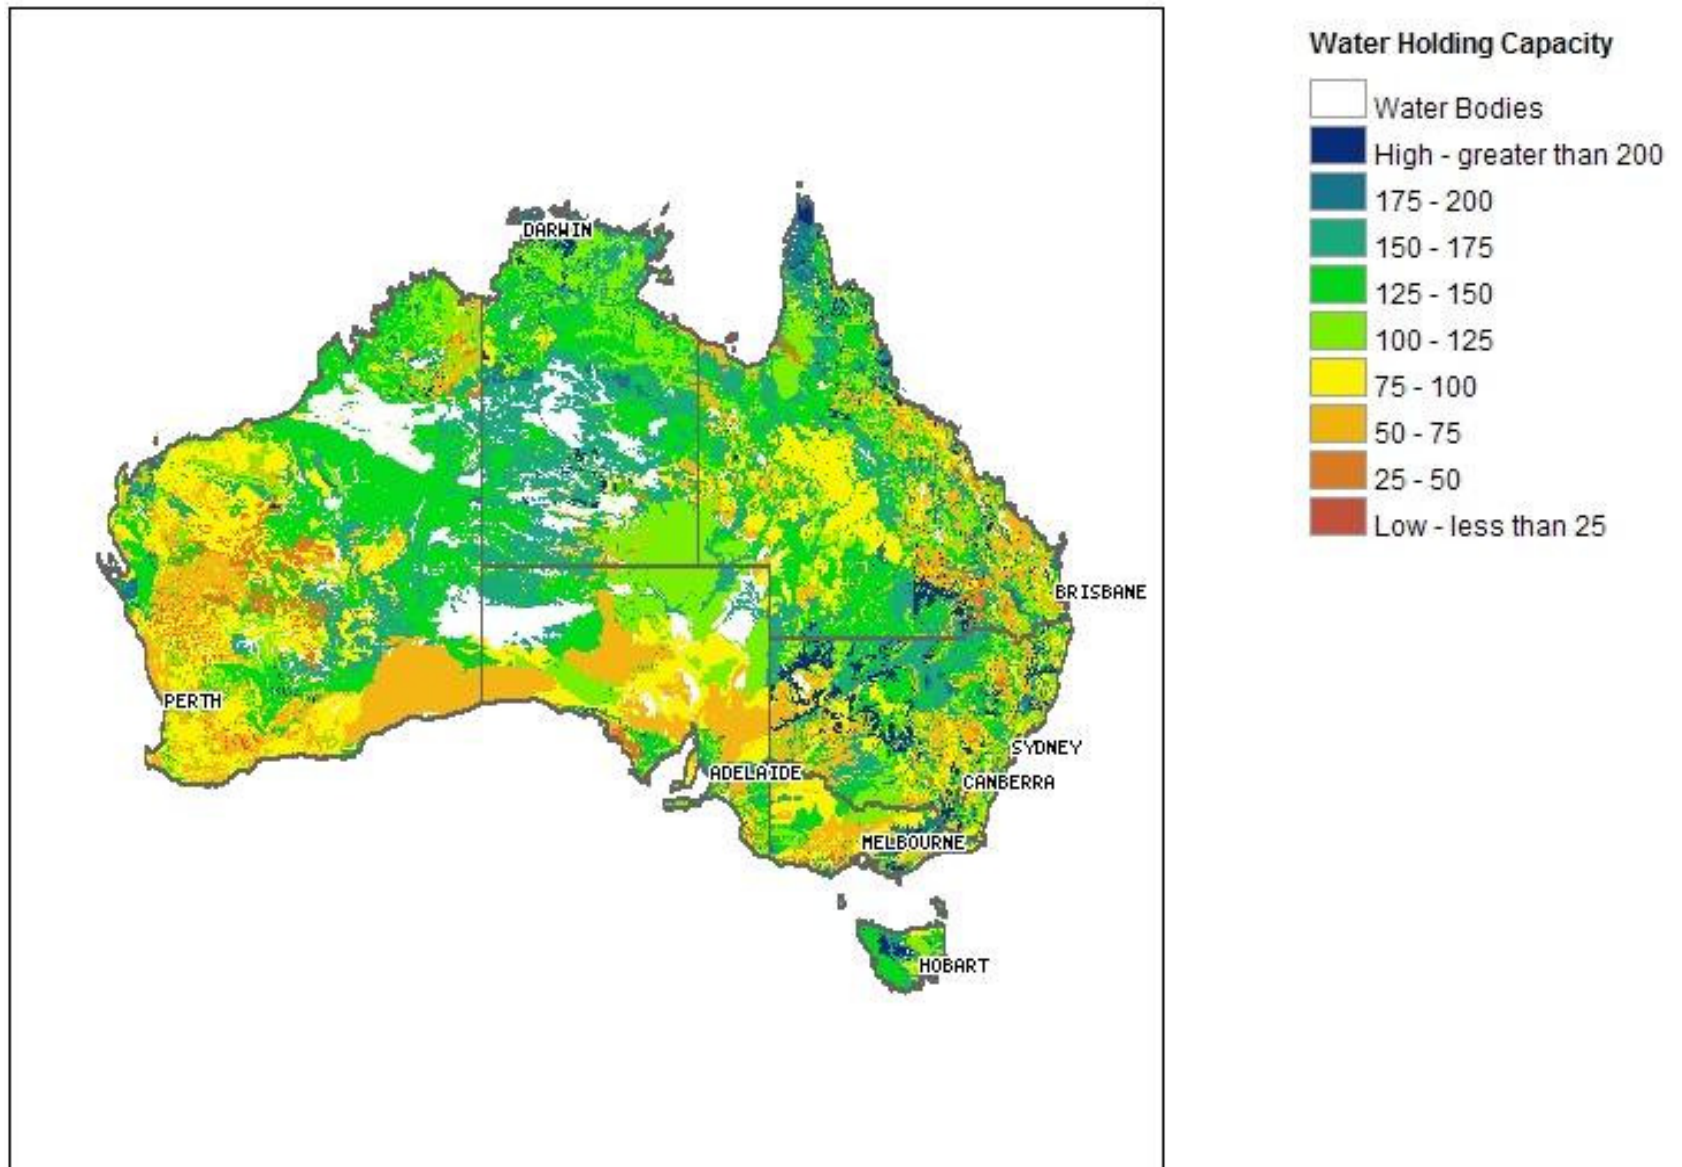 Water Holding Capacity
Water Bodies
High - greater than 200
175 - 200
150 - 175
125 - 150
100 - 125
75 - 100
50 - 75
25 - 50
Low - less than 25
DARWIN
BRISBANE
PERTH
SYDNEY
ADELAIDE
CANBERRA
MELBOURNE
HOBART